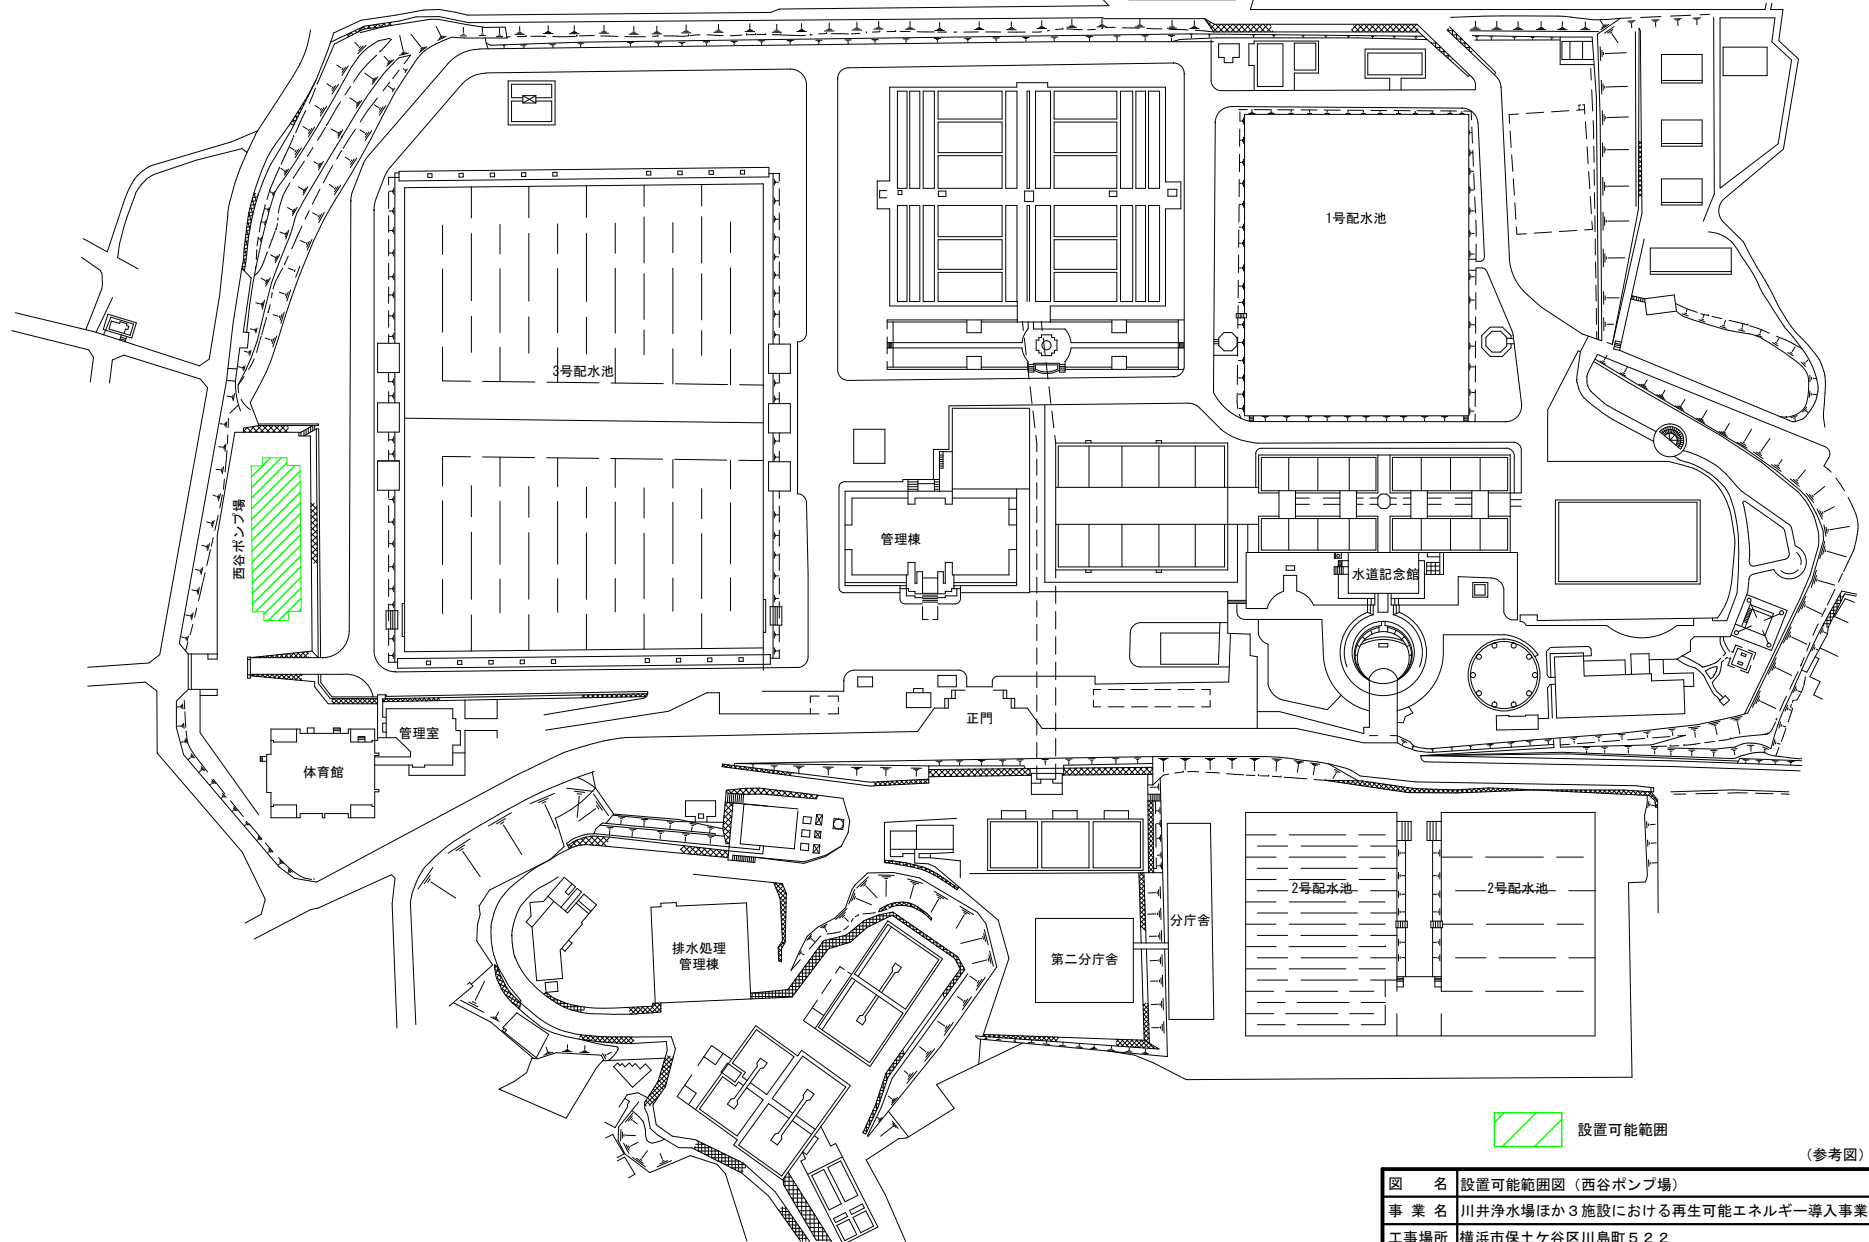 1号配水池
3号配水池
西谷ポンプ場
管理棟
水道記念館
正門
管理室
体育館
2号配水池
2号配水池
分庁舎
排水処理
管理棟
第二分庁舎
設置可能範囲
(参考図)
図 名 設置可能範囲図(西谷ポンプ場)
事 業 名 川井浄水場ほか3施設における再生可能エネルギー導入事業
工事場所 横浜市保土ケ谷区川島町522